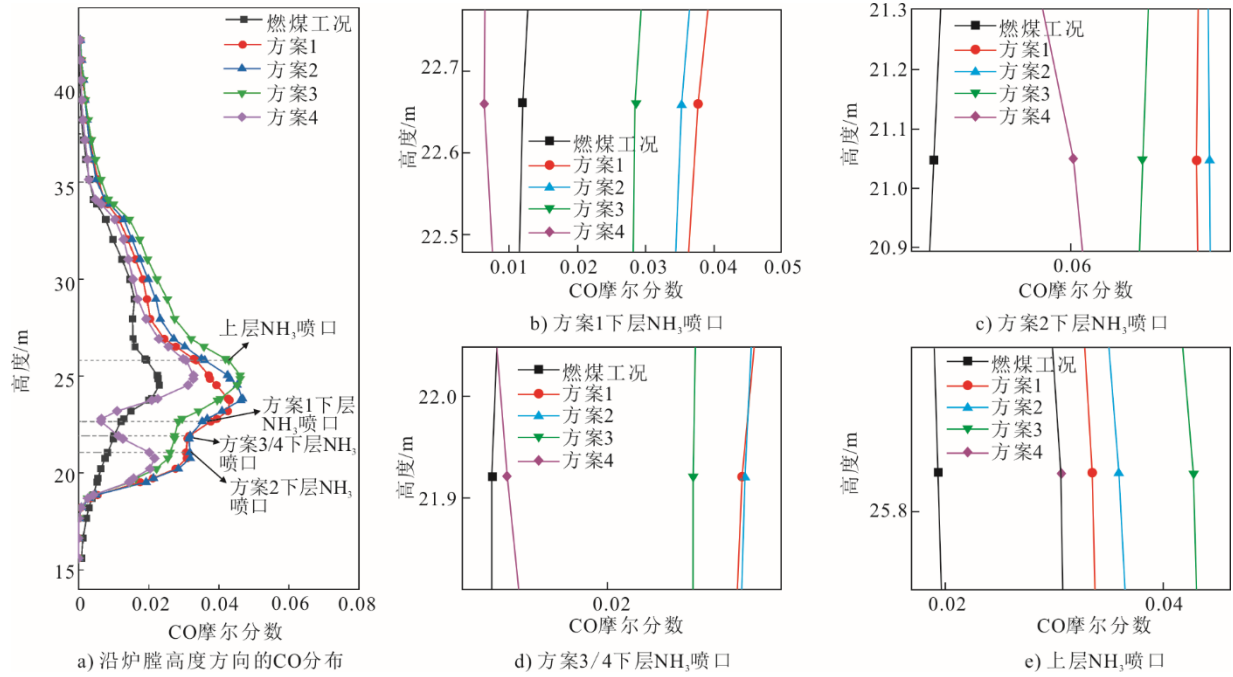 燃煤工况
方案1
方案2
方案3
方案4
40
35
30
25
20
15
高度/m
上层NH₃喷口
方案1下层
NH₃喷口
方案3/4下层NH₃
喷口
方案2下层NH₃
喷口
0
0.02
0.04
0.06
0.08
CO摩尔分数
a) 沿炉膛高度方向的CO分布
22.7
22.6
22.5
高度/m
燃煤工况
方案1
方案2
方案3
方案4
0.01
0.02
0.03
0.04
0.05
CO摩尔分数
b) 方案1下层NH₃喷口
21.3
21.2
21.1
21.0
20.9
高度/m
燃煤工况
方案1
方案2
方案3
方案4
0.06
CO摩尔分数
c) 方案2下层NH₃喷口
22.0
21.9
高度/m
燃煤工况
方案1
方案2
方案3
方案4
0.02
CO摩尔分数
d) 方案3/4下层NH₃喷口
25.8
高度/m
燃煤工况
方案1
方案2
方案3
方案4
0.02
0.04
CO摩尔分数
e) 上层NH₃喷口